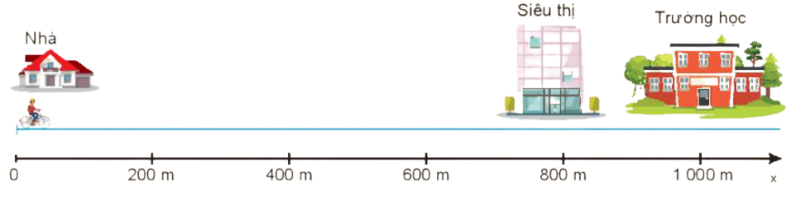 Siêu thị
Trường học
Nhà
0 200 m 400 m 600 m 800 m 1 000 m x